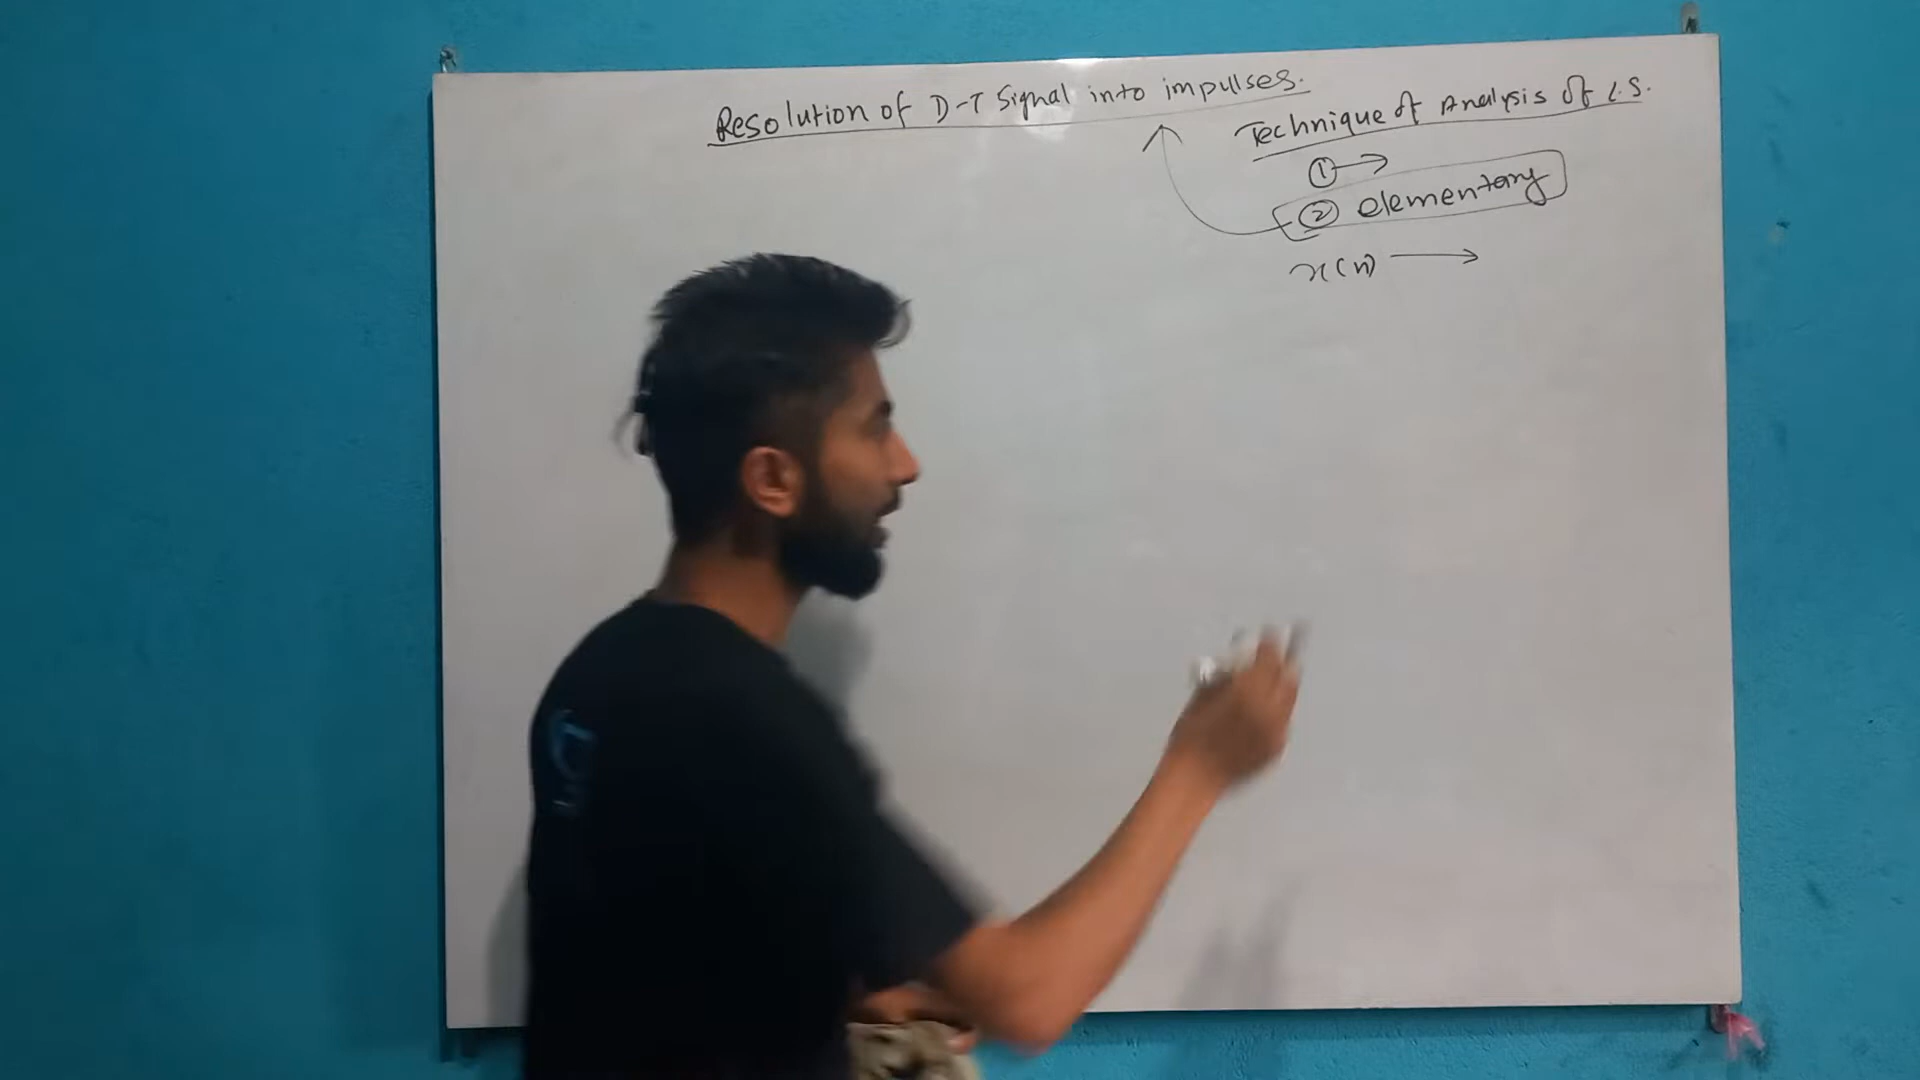 Resolution of D-T Signal into impulses.
Technique of Analysis of L.S.
① →
② elementary
x(n) →